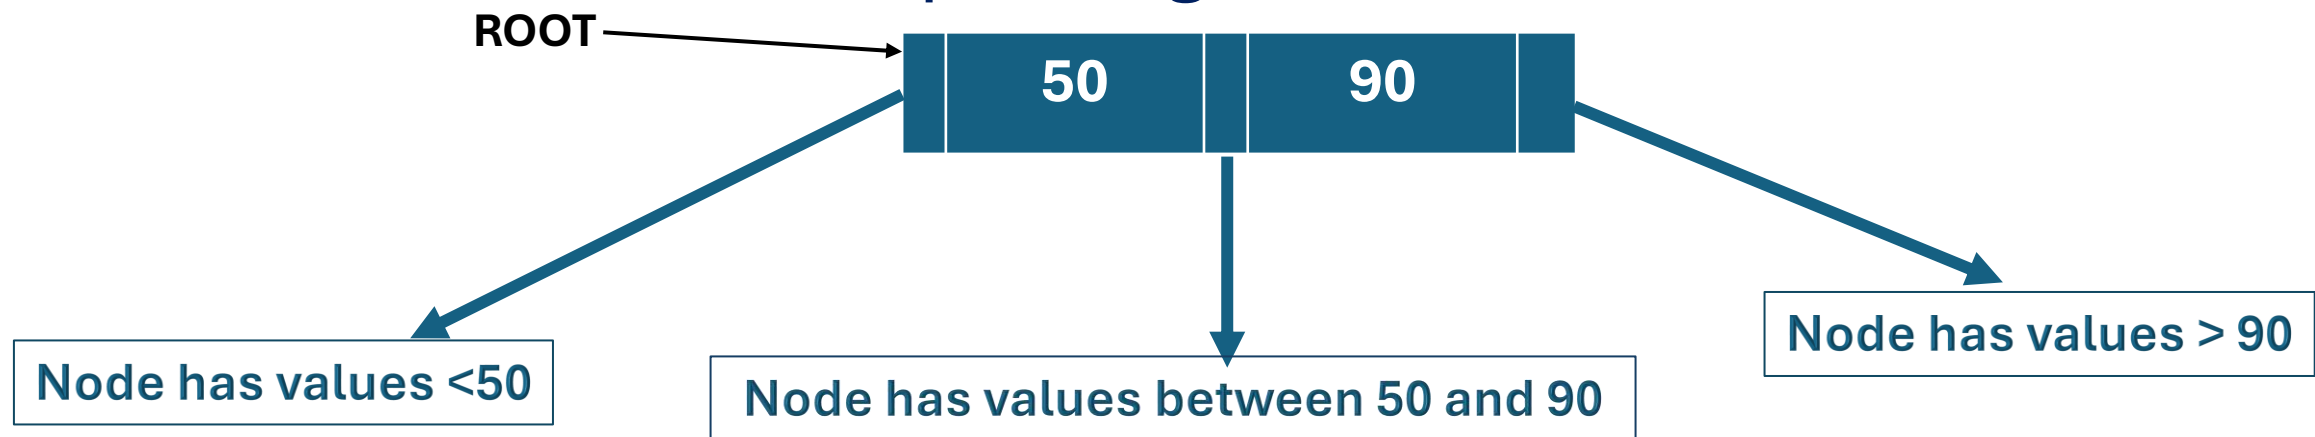 ROOT
50
90
Node has values <50
Node has values between 50 and 90
Node has values > 90